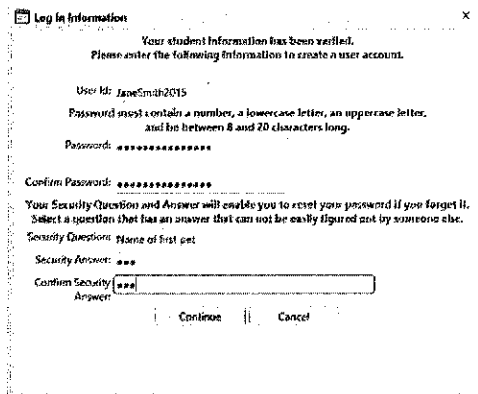 Log In Information
Your student information has been verified.
Please enter the following information to create a user account.
User Id: JaneSmith2015
Password must contain a number, a lowercase letter, an uppercase letter,
and be between 8 and 20 characters long.
Password: ***************
Confirm Password: ***************
Your Security Question and Answer will enable you to reset your password if you forget it.
Select a question that has an answer that can not be easily figured out by someone else.
Security Question: Name of first pet
Security Answer: ***
Confirm Security ***
Answer:
Continue Cancel